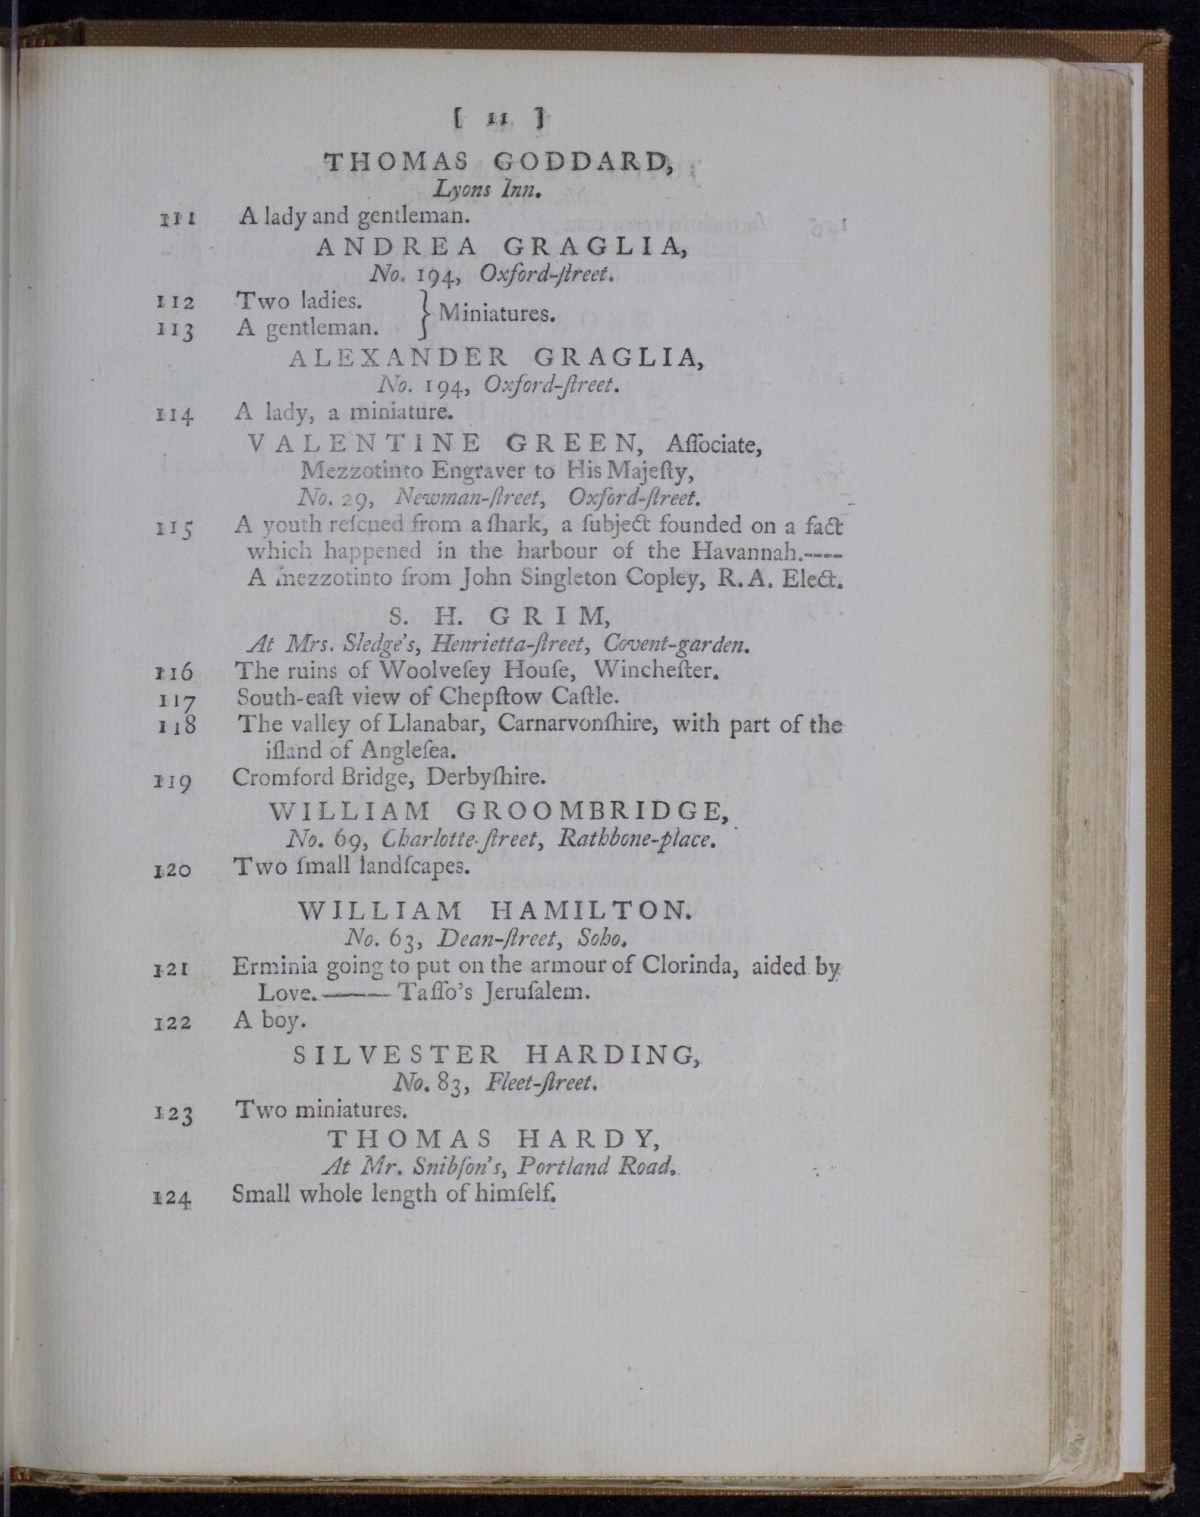 [ 11 ]
THOMAS GODDARD,
Lyons Inn.
111 A lady and gentleman.
ANDREA GRAGLIA,
No. 194, Oxford-ſtreet.
112 Two ladies. } Miniatures.
113 A gentleman.
ALEXANDER GRAGLIA,
No. 194, Oxford-ſtreet.
114 A lady, a miniature.
VALENTINE GREEN, Aſſociate,
Mezzotinto Engraver to His Majeſty,
No. 29, Newman-ſtreet, Oxford-ſtreet.
115 A youth reſcued from a ſhark, a ſubject founded on a fact
which happened in the harbour of the Havannah.----
A mezzotinto from John Singleton Copley, R. A. Elect.
S. H. GRIM,
At Mrs. Sledge's, Henrietta-ſtreet, Covent-garden.
116 The ruins of Woolveſey Houſe, Wincheſter.
117 South-eaſt view of Chepſtow Caſtle.
118 The valley of Llanabar, Carnarvonſhire, with part of the
iſland of Angleſea.
119 Cromford Bridge, Derbyſhire.
WILLIAM GROOMBRIDGE,
No. 69, Charlotte-ſtreet, Rathbone-place.
120 Two ſmall landſcapes.
WILLIAM HAMILTON.
No. 63, Dean-ſtreet, Soho.
121 Erminia going to put on the armour of Clorinda, aided by
Love.——— Taſſo's Jeruſalem.
122 A boy.
SILVESTER HARDING,
No. 83, Fleet-ſtreet.
123 Two miniatures.
THOMAS HARDY,
At Mr. Snibſon's, Portland Road.
124 Small whole length of himſelf.